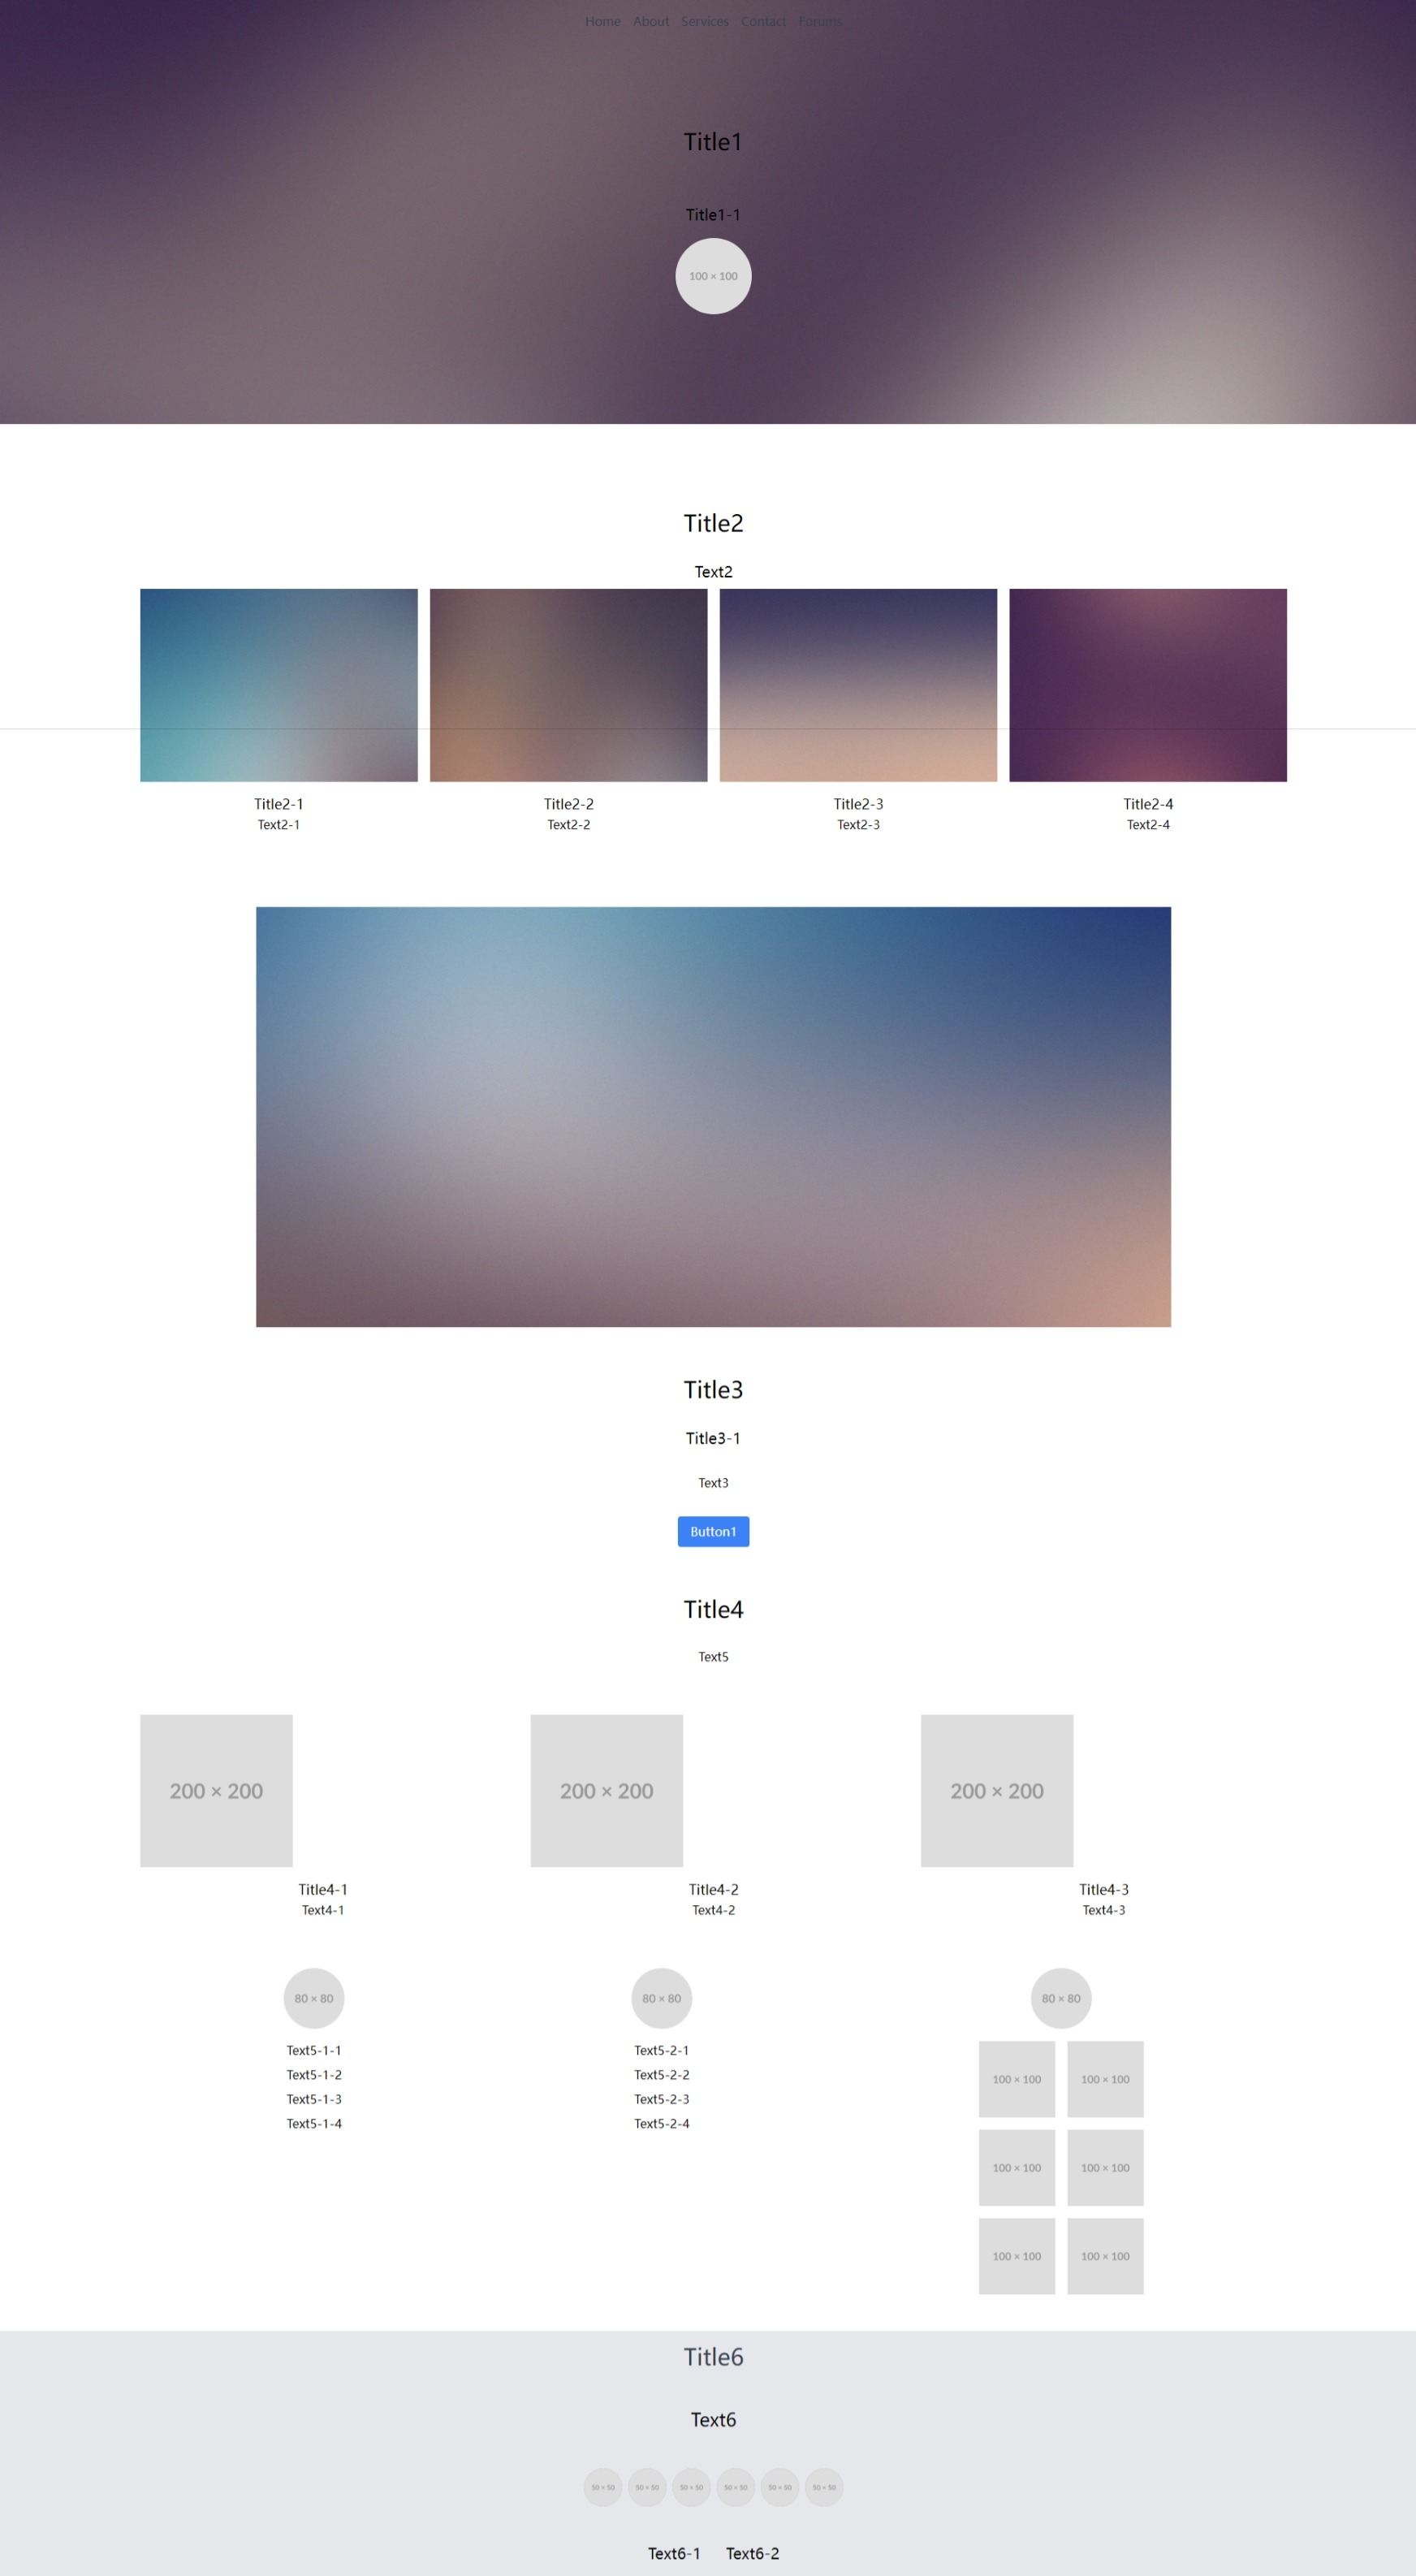 Home About Services Contact Forums
Title1
Title1-1
100 × 100
Title2
Text2
Title2-1 Title2-2 Title2-3 Title2-4
Text2-1 Text2-2 Text2-3 Text2-4
Title3
Title3-1
Text3
Button1
Title4
Text5
200 × 200 200 × 200 200 × 200
Title4-1 Title4-2 Title4-3
Text4-1 Text4-2 Text4-3
80 × 80 80 × 80 80 × 80
Text5-1-1 Text5-2-1
100 × 100 100 × 100
Text5-1-2 Text5-2-2
Text5-1-3 Text5-2-3
Text5-1-4 Text5-2-4
100 × 100 100 × 100
100 × 100 100 × 100
Title6
Text6
50 × 50 50 × 50 50 × 50 50 × 50 50 × 50 50 × 50
Text6-1 Text6-2